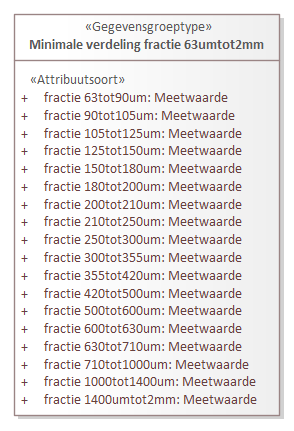 «Gegevensgroeptype»
Minimale verdeling fractie 63umtot2mm
«Attribuutsoort»
+ fractie 63tot90um: Meetwaarde
+ fractie 90tot105um: Meetwaarde
+ fractie 105tot125um: Meetwaarde
+ fractie 125tot150um: Meetwaarde
+ fractie 150tot180um: Meetwaarde
+ fractie 180tot200um: Meetwaarde
+ fractie 200tot210um: Meetwaarde
+ fractie 210tot250um: Meetwaarde
+ fractie 250tot300um: Meetwaarde
+ fractie 300tot355um: Meetwaarde
+ fractie 355tot420um: Meetwaarde
+ fractie 420tot500um: Meetwaarde
+ fractie 500tot600um: Meetwaarde
+ fractie 600tot630um: Meetwaarde
+ fractie 630tot710um: Meetwaarde
+ fractie 710tot1000um: Meetwaarde
+ fractie 1000tot1400um: Meetwaarde
+ fractie 1400umtot2mm: Meetwaarde